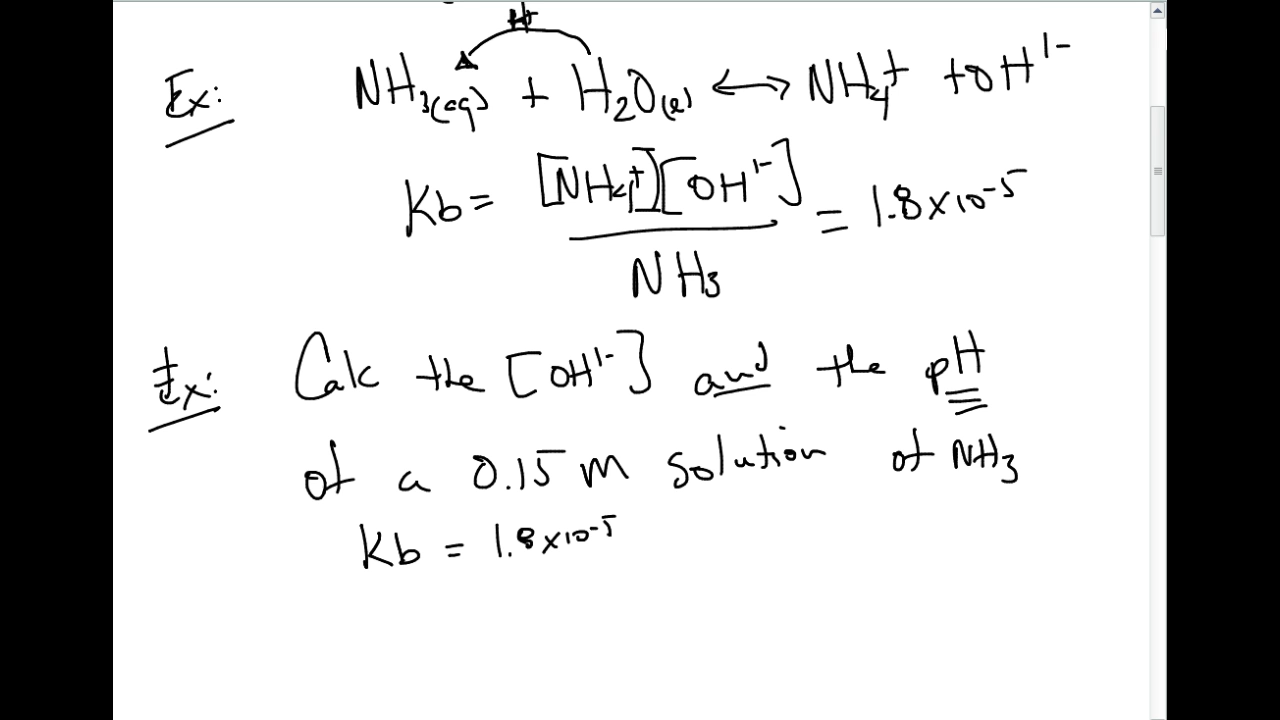 H+
Ex: NH₃(aq) + H₂O(l) ⟷ NH₄⁺ + OH¹⁻
Kb = [NH₄⁺][OH¹⁻] / NH₃ = 1.8×10⁻⁵
Ex: Calc the [OH¹⁻] and the pH
of a 0.15 m solution of NH₃
Kb = 1.8×10⁻⁵